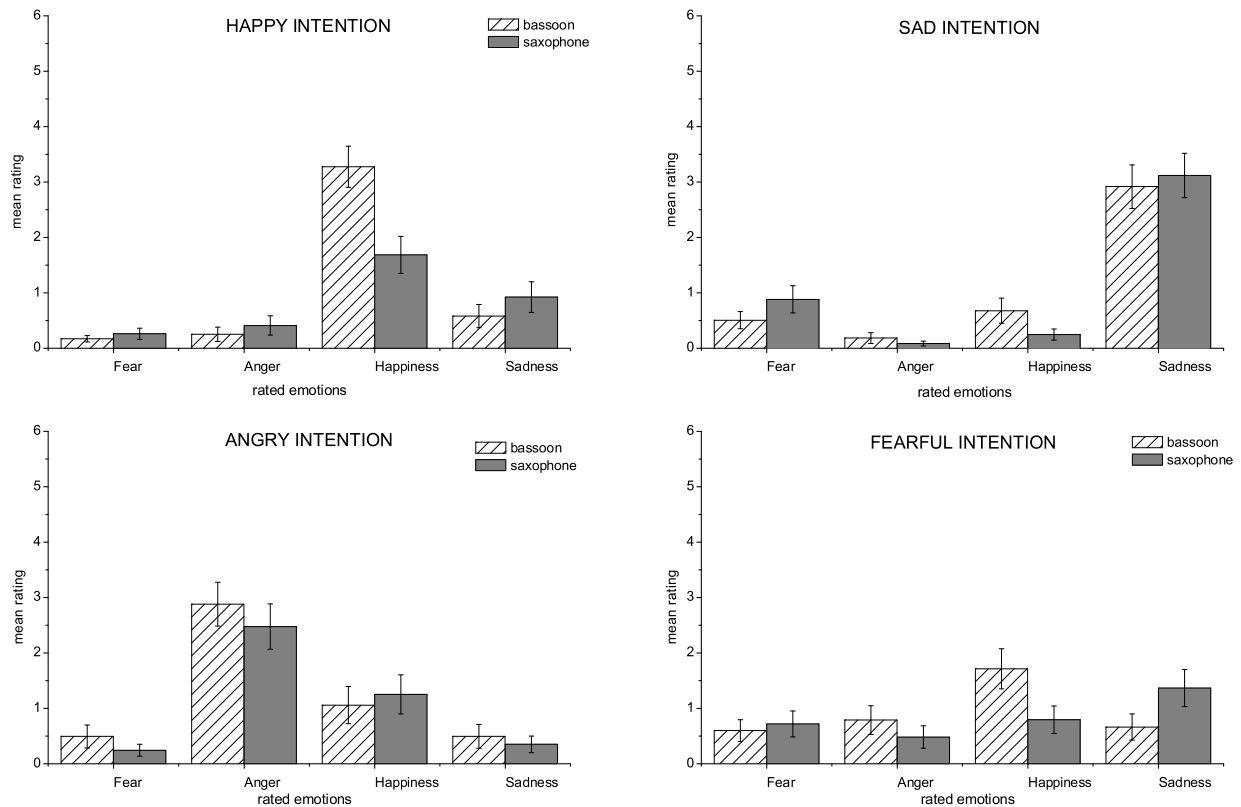 HAPPY INTENTION
bassoon
saxophone
6
5
4
3
2
1
0
mean rating
Fear Anger Happiness Sadness
rated emotions
SAD INTENTION
6
5
4
3
2
1
0
mean rating
Fear Anger Happiness Sadness
rated emotions
ANGRY INTENTION
bassoon
saxophone
6
5
4
3
2
1
0
mean rating
Fear Anger Happiness Sadness
rated emotions
FEARFUL INTENTION
bassoon
saxophone
6
5
4
3
2
1
0
mean rating
Fear Anger Happiness Sadness
rated emotions